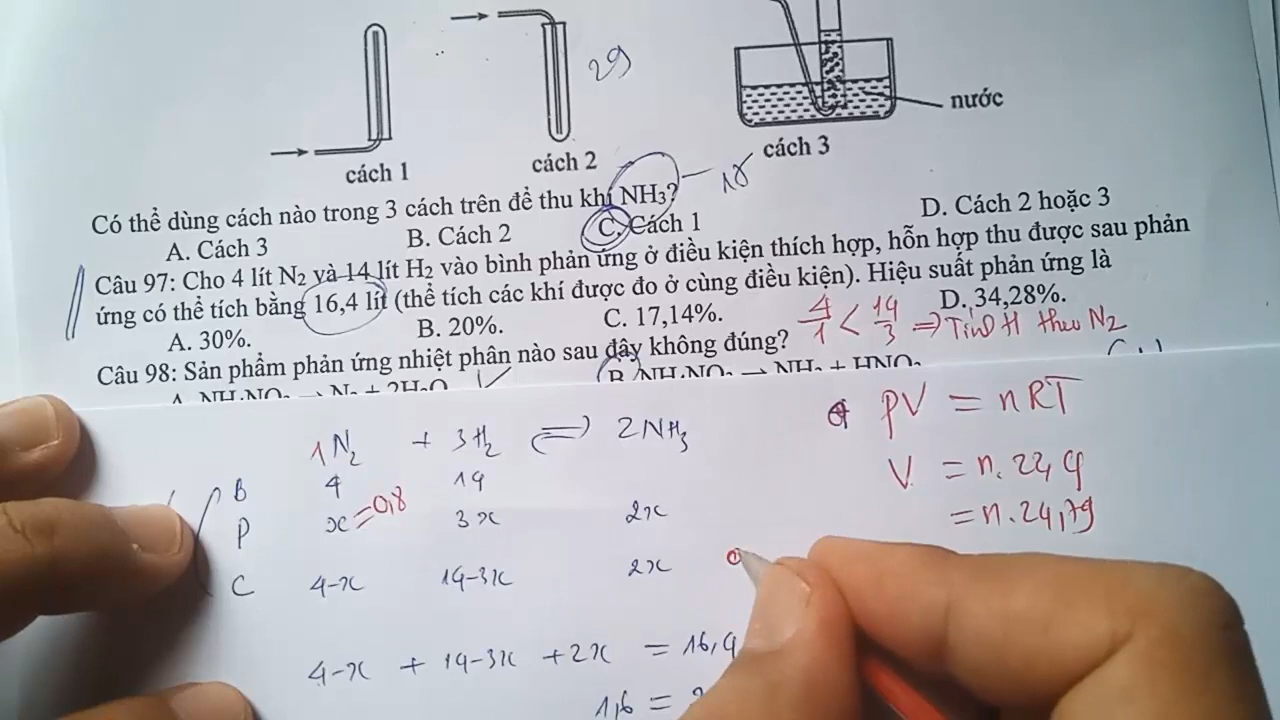 29
nước
cách 1
cách 2
cách 3
18
Có thể dùng cách nào trong 3 cách trên để thu khí NH3?
A. Cách 3
B. Cách 2
C. Cách 1
D. Cách 2 hoặc 3
Câu 97: Cho 4 lít N2 và 14 lít H2 vào bình phản ứng ở điều kiện thích hợp, hỗn hợp thu được sau phản
ứng có thể tích bằng 16,4 lít (thể tích các khí được đo ở cùng điều kiện). Hiệu suất phản ứng là
A. 30%.
B. 20%.
C. 17,14%.
D. 34,28%.
4/1 < 14/3 ⇒ Tính H theo N2
Câu 98: Sản phẩm phản ứng nhiệt phân nào sau đây không đúng?
1N2 + 3H2 ⇌ 2NH3
B 4 14
P x = 0,8 3x 2x
C 4-x 14-3x 2x
4-x + 14-3x + 2x = 16,4
1,6 =
PV = nRT
V = n.22,4
= n.24,79